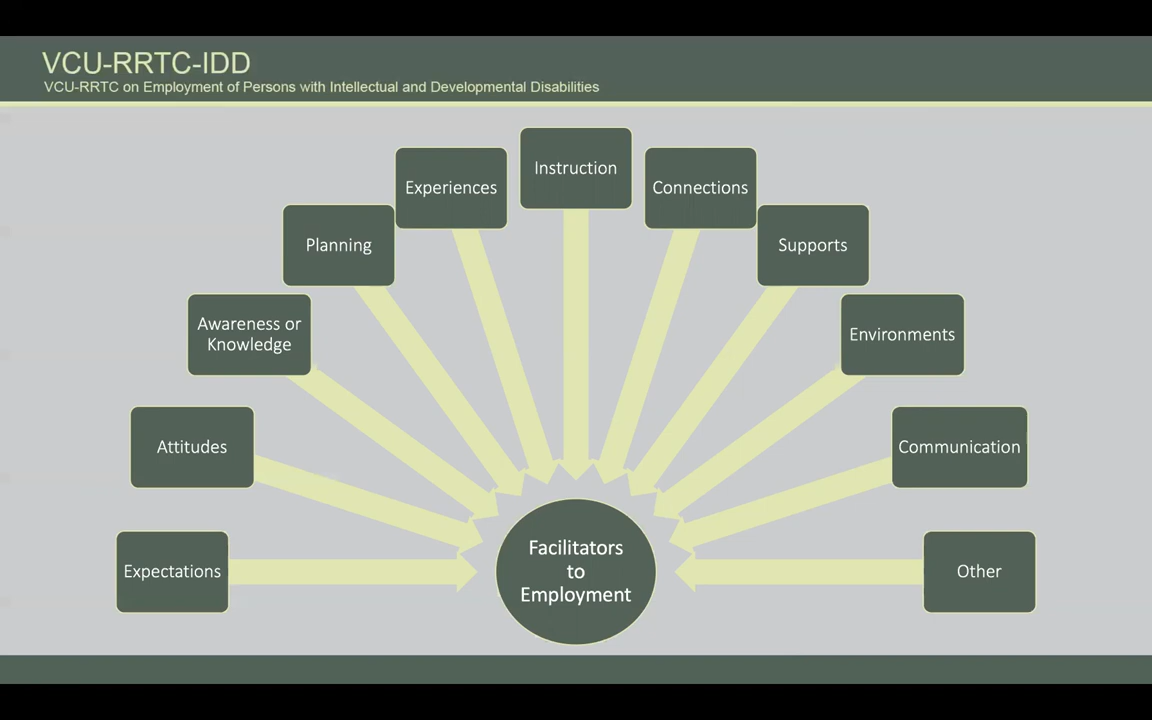 VCU-RRTC-IDD
VCU-RRTC on Employment of Persons with Intellectual and Developmental Disabilities
Expectations
Attitudes
Awareness or
Knowledge
Planning
Experiences
Instruction
Connections
Supports
Environments
Communication
Other
Facilitators
to
Employment